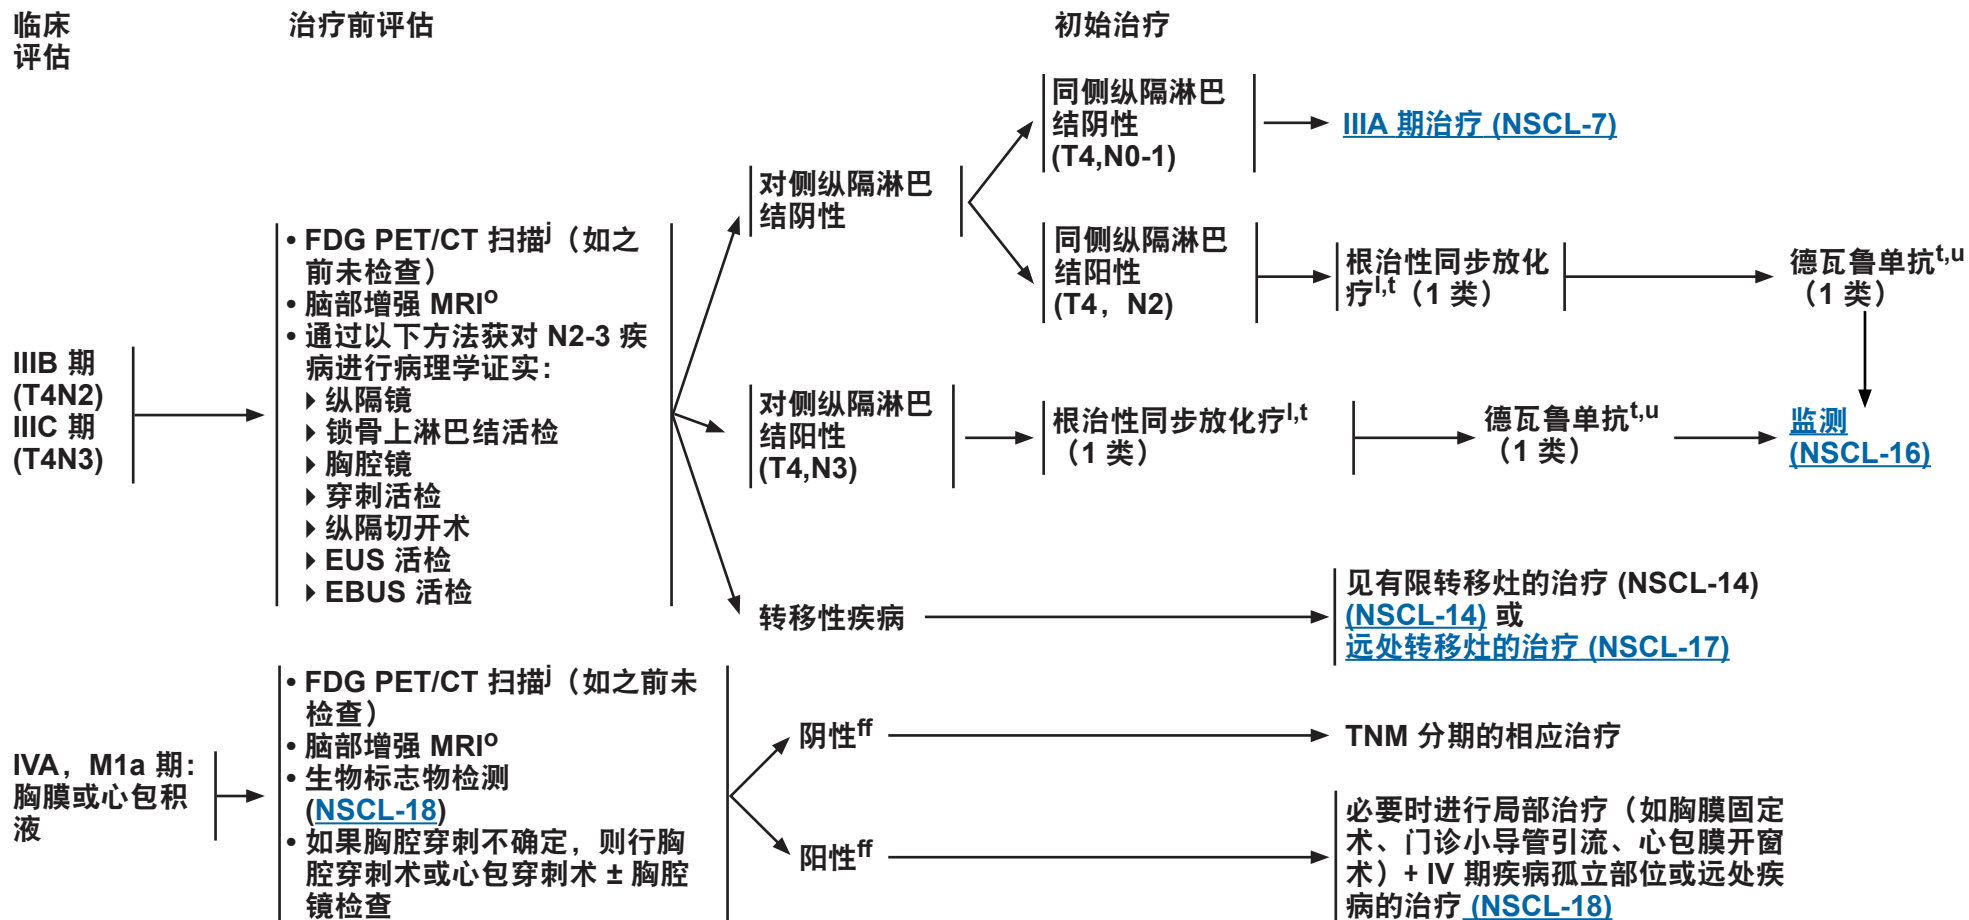 临床
评估
治疗前评估
初始治疗
IIIB 期
(T4N2)
IIIC 期
(T4N3)
• FDG PET/CT 扫描j（如之
前未检查）
• 脑部增强 MRIo
• 通过以下方法获对 N2-3 疾
病进行病理学证实：
纵隔镜
锁骨上淋巴结活检
胸腔镜
穿刺活检
纵隔切开术
EUS 活检
EBUS 活检
对侧纵隔淋巴
结阴性
同侧纵隔淋巴
结阴性
(T4,N0-1)
IIIA 期治疗 (NSCL-7)
同侧纵隔淋巴
结阳性
(T4，N2)
根治性同步放化
疗l,t（1 类）
德瓦鲁单抗t,u
（1 类）
对侧纵隔淋巴
结阳性
(T4,N3)
根治性同步放化疗l,t
（1 类）
德瓦鲁单抗t,u
（1 类）
监测
(NSCL-16)
转移性疾病
见有限转移灶的治疗 (NSCL-14)
(NSCL-14) 或
远处转移灶的治疗 (NSCL-17)
IVA，M1a 期：
胸膜或心包积
液
• FDG PET/CT 扫描j（如之前未
检查）
• 脑部增强 MRIo
• 生物标志物检测
(NSCL-18)
• 如果胸腔穿刺不确定，则行胸
腔穿刺术或心包穿刺术 ± 胸腔
镜检查
阴性ff
TNM 分期的相应治疗
阳性ff
必要时进行局部治疗（如胸膜固定
术、门诊小导管引流、心包膜开窗
术）+ IV 期疾病孤立部位或远处疾
病的治疗 (NSCL-18)